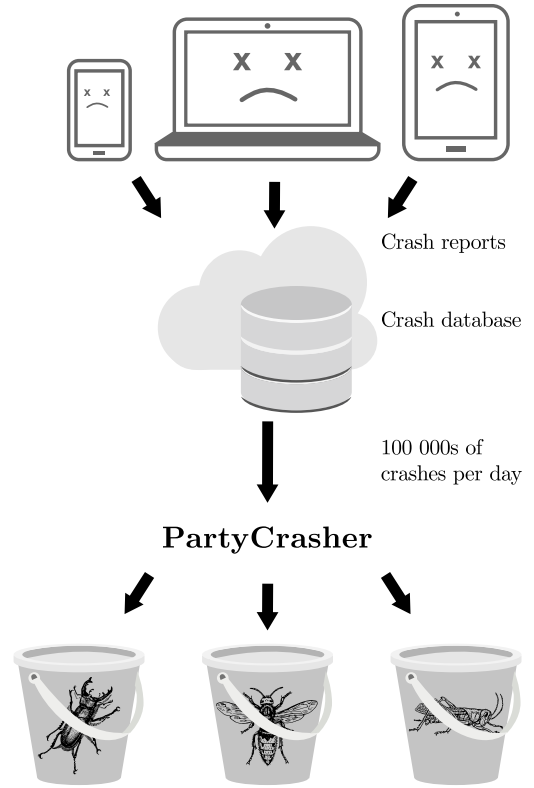 x x
x x
x x
Crash reports
Crash database
100 000s of
crashes per day
PartyCrasher